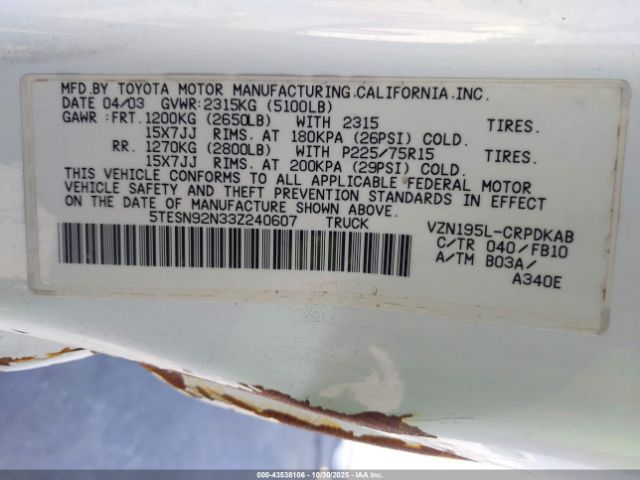 MFD.BY TOYOTA MOTOR MANUFACTURING,CALIFORNIA,INC.
DATE 04/03 GVWR:2315KG (5100LB)
GAWR :FRT.1200KG (2650LB) WITH 2315 TIRES.
15X7JJ RIMS. AT 180KPA (26PSI) COLD.
RR. 1270KG (2800LB) WITH P225/75R15 TIRES.
15X7JJ RIMS. AT 200KPA (29PSI) COLD.
THIS VEHICLE CONFORMS TO ALL APPLICABLE FEDERAL MOTOR
VEHICLE SAFETY AND THEFT PREVENTION STANDARDS IN EFFECT
ON THE DATE OF MANUFACTURE SHOWN ABOVE.
5TESN92N33Z240607 TRUCK VZN195L-CRPDKAB
C/TR 040/FB10
A/TM B03A/
A340E
000-43538106 - 10/30/2025 - IAA Inc.